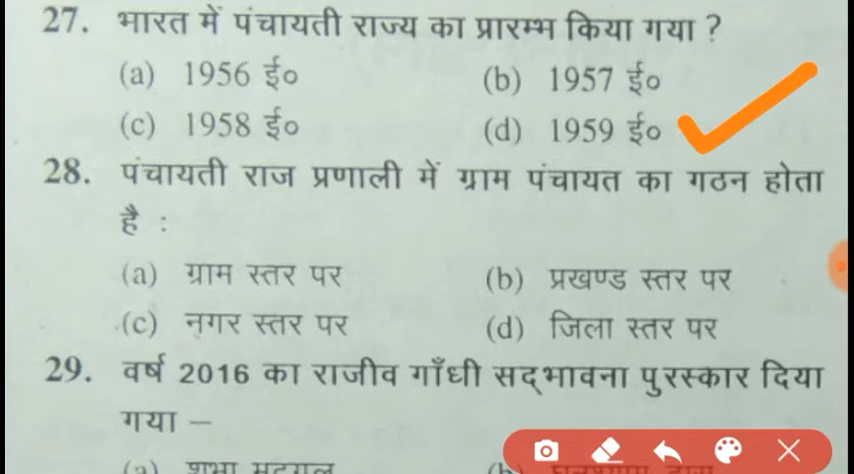 27. भारत में पंचायती राज्य का प्रारम्भ किया गया ?
(a) 1956 ई० (b) 1957 ई०
(c) 1958 ई० (d) 1959 ई०
28. पंचायती राज प्रणाली में ग्राम पंचायत का गठन होता
है :
(a) ग्राम स्तर पर (b) प्रखण्ड स्तर पर
(c) नगर स्तर पर (d) जिला स्तर पर
29. वर्ष 2016 का राजीव गाँधी सद्भावना पुरस्कार दिया
गया –
(a) (b)